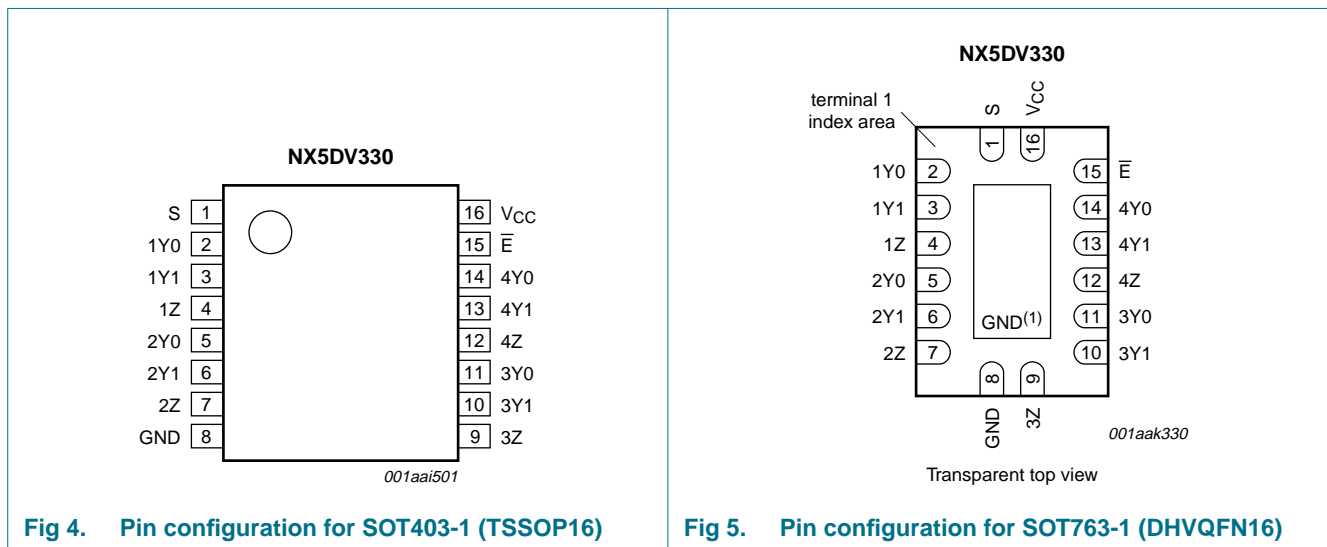 NX5DV330
S 1 16 VCC
1Y0 2 15 E̅
1Y1 3 14 4Y0
1Z 4 13 4Y1
2Y0 5 12 4Z
2Y1 6 11 3Y0
2Z 7 10 3Y1
GND 8 9 3Z
001aai501
Fig 4. Pin configuration for SOT403-1 (TSSOP16)
NX5DV330
terminal 1
index area
S VCC
1 16
1Y0 2 15 E̅
1Y1 3 14 4Y0
1Z 4 13 4Y1
2Y0 5 12 4Z
2Y1 6 11 3Y0
2Z 7 10 3Y1
GND(1)
8 9
GND 3Z
001aak330
Transparent top view
Fig 5. Pin configuration for SOT763-1 (DHVQFN16)